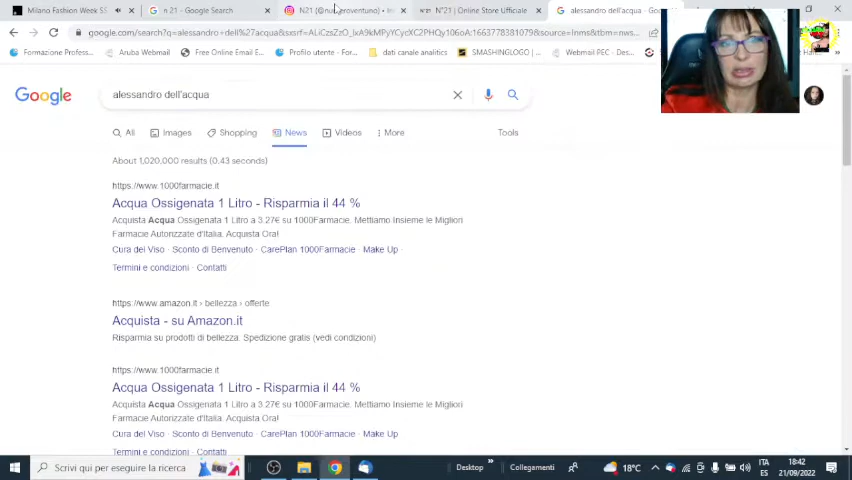 Milano Fashion Week SS
n 21 - Google Search
N21 (@numeroventuno) • In
N°21 | Online Store Ufficiale
alessandro dell'acqua - Go
google.com/search?q=alessandro+dell%27acqua
Formazione Profess...
Android
Free Online Email E...
Profilo utente - For...
dati canale analitics
SMASHINGLOGO
Webmail PEC - Des...
Google
alessandro dell'acqua
All
Images
Shopping
News
Videos
More
Tools
About 1,020,000 results (0.43 seconds)
https://www.1000farmacie.it
Acqua Ossigenata 1 Litro - Risparmia il 44 %
Acquista Acqua Ossigenata 1 Litro a 3.27€ su 1000Farmacie. Mettiamo Insieme le Migliori
Farmacie Autorizzate d'Italia. Acquista Ora!
Cura del Viso · Sconto di Benvenuto · CarePlan 1000Farmacie · Make Up ·
Termini e condizioni · Contatti
https://www.amazon.it › bellezza › offerte
Acquista - su Amazon.it
Risparmia su prodotti di bellezza. Spedizione gratis (vedi condizioni)
https://www.1000farmacie.it
Acqua Ossigenata 1 Litro - Risparmia il 44 %
Acquista Acqua Ossigenata 1 Litro a 3.27€ su 1000Farmacie. Mettiamo Insieme le Migliori
Farmacie Autorizzate d'Italia. Acquista Ora!
Cura del Viso · Sconto di Benvenuto · CarePlan 1000Farmacie · Make Up
Termini e condizioni · Contatti
Scrivi qui per eseguire la ricerca
Desktop
Collegamenti
18°C
ITA
ES
18:42
21/09/2022